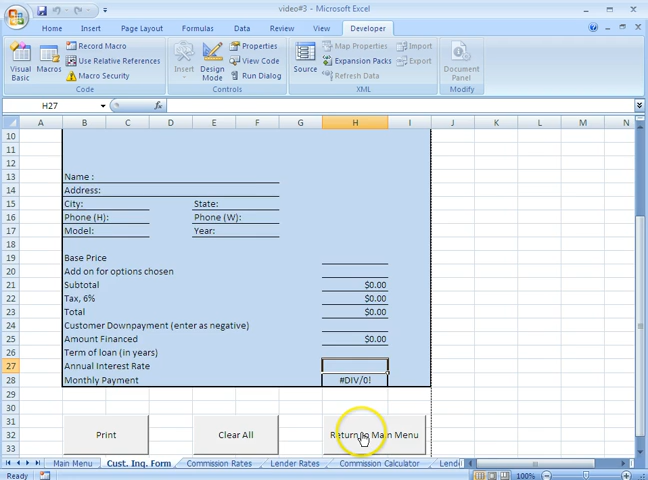 video#3 - Microsoft Excel
Home Insert Page Layout Formulas Data Review View Developer
Visual Basic
Macros
Record Macro
Use Relative References
Macro Security
Code
Insert
Design Mode
Properties
View Code
Run Dialog
Controls
Source
Map Properties
Expansion Packs
Refresh Data
Import
Export
XML
Document Panel
Modify
H27 fx
A B C D E F G H I J K L M N
10
11
12
13 Name :
14 Address:
15 City: State:
16 Phone (H): Phone (W):
17 Model: Year:
18
19 Base Price
20 Add on for options chosen
21 Subtotal $0.00
22 Tax, 6% $0.00
23 Total $0.00
24 Customer Downpayment (enter as negative)
25 Amount Financed $0.00
26 Term of loan (in years)
27 Annual Interest Rate
28 Monthly Payment #DIV/0!
29
30
31
32 Print Clear All Return to Main Menu
33
Main Menu Cust. Inq. Form Commission Rates Lender Rates Commission Calculator Lend
Ready 100%